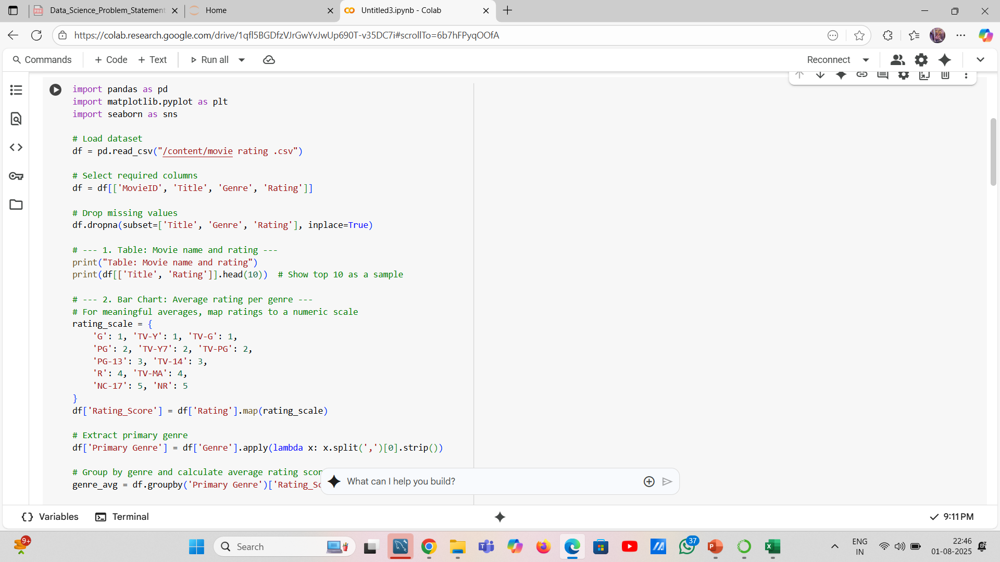 Data_Science_Problem_Statement
Home
Untitled3.ipynb - Colab
https://colab.research.google.com/drive/1qfl5BGDfzVJrGwYvJwUp690T-v35DC7i#scrollTo=6b7hFPyqOOfA
Commands + Code + Text Run all
Reconnect
import pandas as pd
import matplotlib.pyplot as plt
import seaborn as sns
# Load dataset
df = pd.read_csv("/content/movie rating .csv")
# Select required columns
df = df[['MovieID', 'Title', 'Genre', 'Rating']]
# Drop missing values
df.dropna(subset=['Title', 'Genre', 'Rating'], inplace=True)
# --- 1. Table: Movie name and rating ---
print("Table: Movie name and rating")
print(df[['Title', 'Rating']].head(10))  # Show top 10 as a sample
# --- 2. Bar Chart: Average rating per genre ---
# For meaningful averages, map ratings to a numeric scale
rating_scale = {
    'G': 1, 'TV-Y': 1, 'TV-G': 1,
    'PG': 2, 'TV-Y7': 2, 'TV-PG': 2,
    'PG-13': 3, 'TV-14': 3,
    'R': 4, 'TV-MA': 4,
    'NC-17': 5, 'NR': 5
}
df['Rating_Score'] = df['Rating'].map(rating_scale)
# Extract primary genre
df['Primary Genre'] = df['Genre'].apply(lambda x: x.split(',')[0].strip())
# Group by genre and calculate average rating scor
genre_avg = df.groupby('Primary Genre')['Rating_Sc
What can I help you build?
Variables Terminal
9:11 PM
9+
Search
37
ENG
IN
22:46
01-08-2025